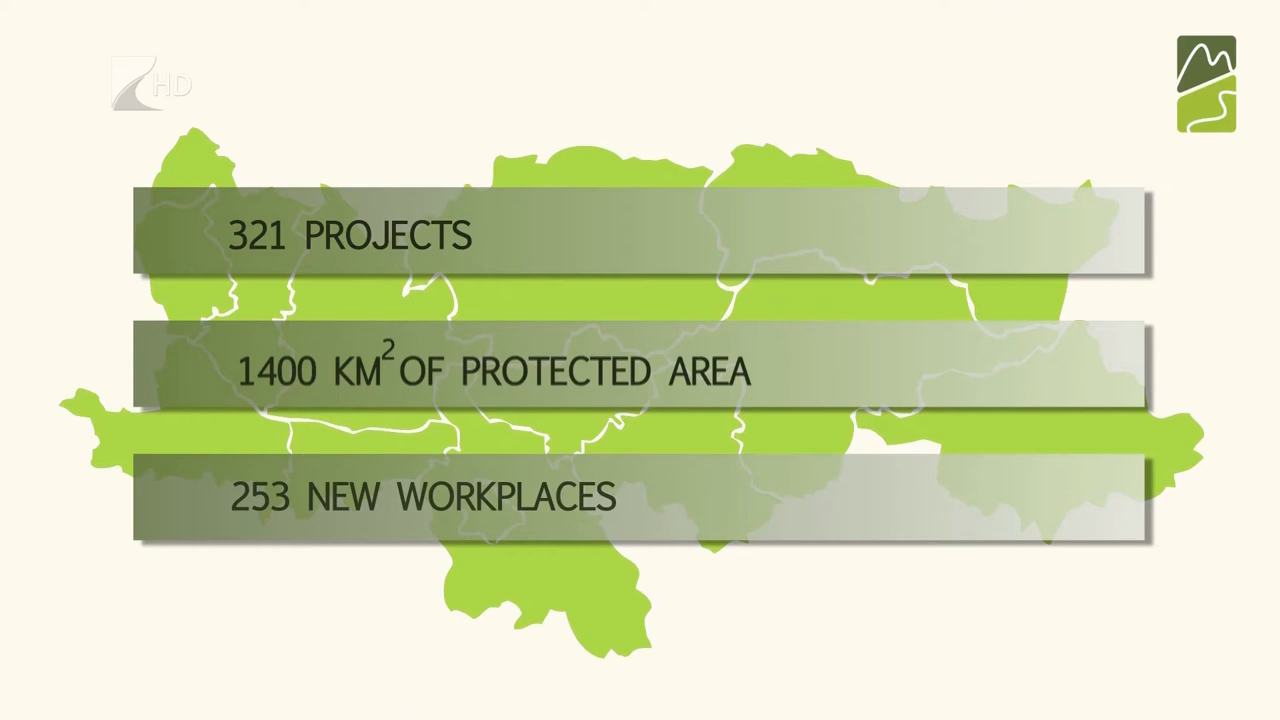 HD
321 PROJECTS
1400 KM² OF PROTECTED AREA
253 NEW WORKPLACES